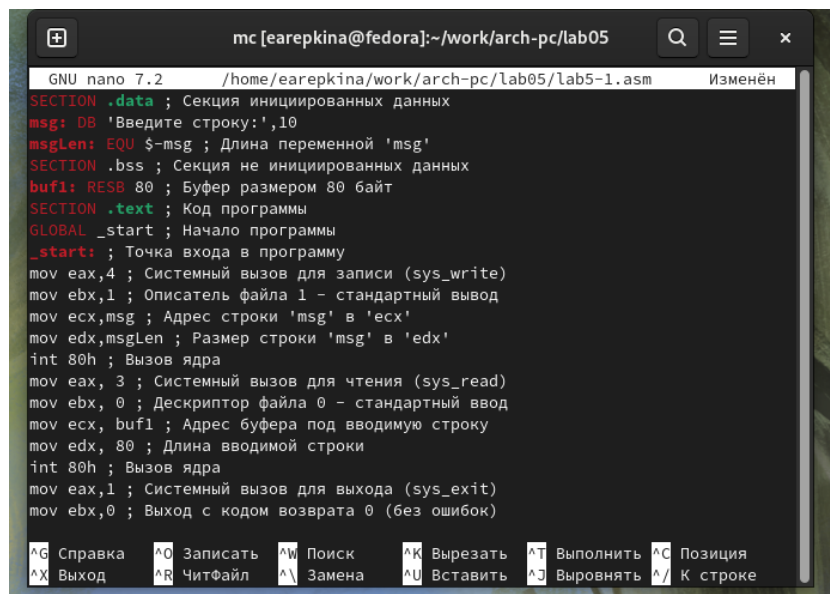 mc [earepkina@fedora]:~/work/arch-pc/lab05
GNU nano 7.2 /home/earepkina/work/arch-pc/lab05/lab5-1.asm Изменён
SECTION .data ; Секция инициированных данных
msg: DB 'Введите строку:',10
msgLen: EQU $-msg ; Длина переменной 'msg'
SECTION .bss ; Секция не инициированных данных
buf1: RESB 80 ; Буфер размером 80 байт
SECTION .text ; Код программы
GLOBAL _start ; Начало программы
_start: ; Точка входа в программу
mov eax,4 ; Системный вызов для записи (sys_write)
mov ebx,1 ; Описатель файла 1 - стандартный вывод
mov ecx,msg ; Адрес строки 'msg' в 'ecx'
mov edx,msgLen ; Размер строки 'msg' в 'edx'
int 80h ; Вызов ядра
mov eax, 3 ; Системный вызов для чтения (sys_read)
mov ebx, 0 ; Дескриптор файла 0 - стандартный ввод
mov ecx, buf1 ; Адрес буфера под вводимую строку
mov edx, 80 ; Длина вводимой строки
int 80h ; Вызов ядра
mov eax,1 ; Системный вызов для выхода (sys_exit)
mov ebx,0 ; Выход с кодом возврата 0 (без ошибок)
^G Справка ^O Записать ^W Поиск ^K Вырезать ^T Выполнить ^C Позиция
^X Выход ^R ЧитФайл ^\ Замена ^U Вставить ^J Выровнять ^/ К строке